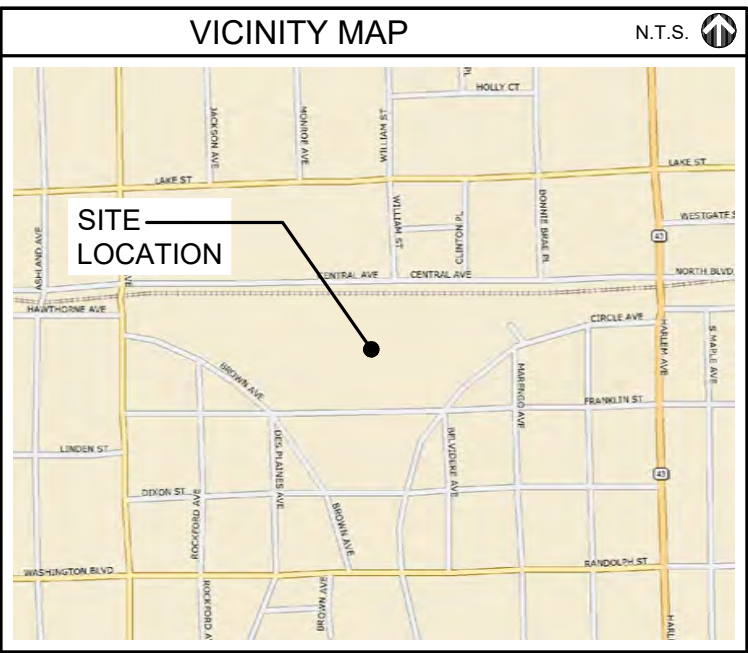 VICINITY MAP
N.T.S.
PL
HOLLY CT
JACKSON AVE
MONROE AVE
WILLIAM ST
LAKE ST
LAKE ST
SITE
LOCATION
WILLIAM ST
CLINTON PL
BONNIE BRAE PL
WESTGATE S
43
ASHLAND AVE
AVE
CENTRAL AVE
CENTRAL AVE
NORTH BLVD
HAWTHORNE AVE
CIRCLE AVE
HARLEM AVE
S MAPLE AVE
BROWN AVE
MARENGO AVE
FRANKLIN ST
LINDEN ST
DES PLAINES AVE
BELVIDERE AVE
43
DIXON ST
ROCKFORD AVE
BROWN AVE
WASHINGTON BLVD
RANDOLPH ST
ROCKFORD A
BROWN AVE
HARL